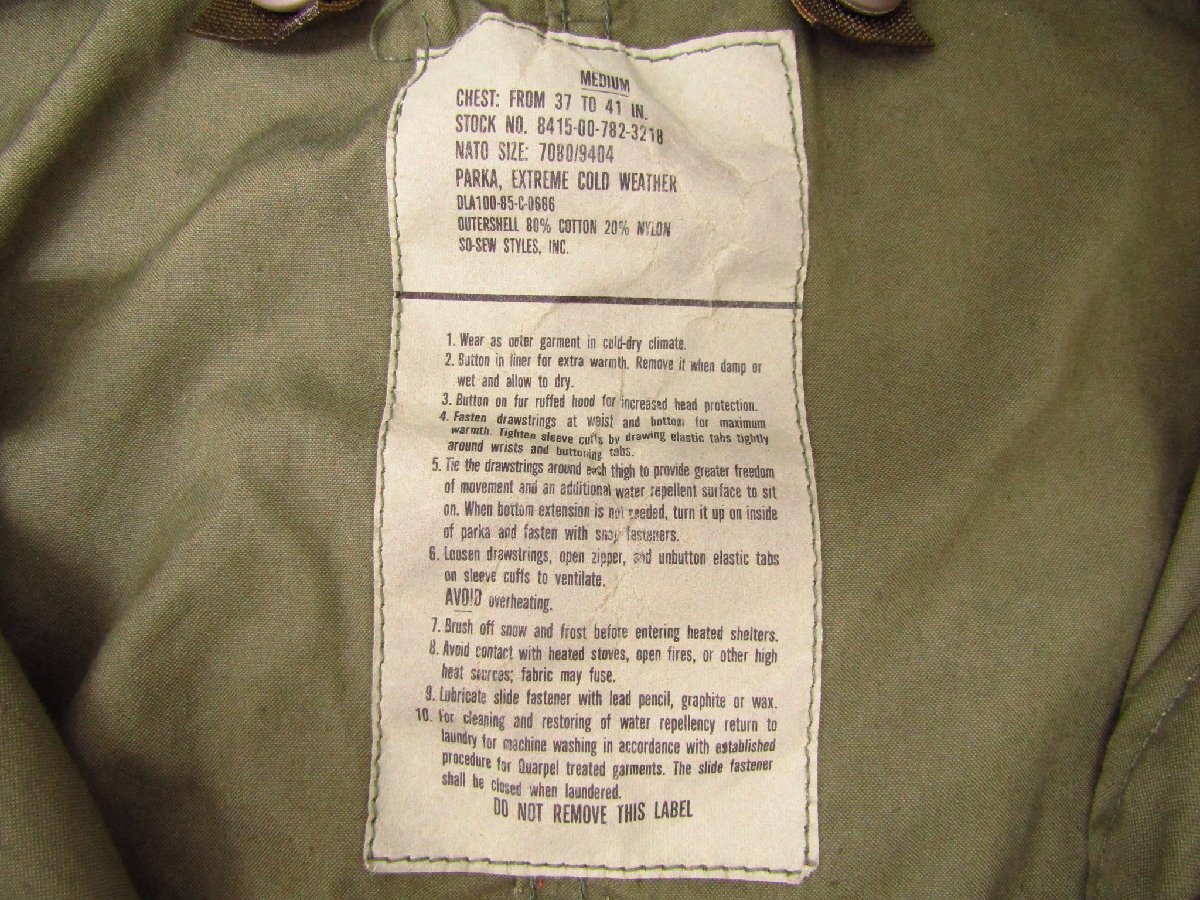 MEDIUM
CHEST: FROM 37 TO 41 IN.
STOCK NO. 8415-00-782-3218
NATO SIZE: 7080/9404
PARKA, EXTREME COLD WEATHER
DLA100-85-C-0686
OUTERSHELL 80% COTTON 20% NYLON
SO-SEW STYLES, INC.
1. Wear as outer garment in cold-dry climate.
2. Button in liner for extra warmth. Remove it when damp or
wet and allow to dry.
3. Button on fur ruffed hood for increased head protection.
4. Fasten drawstrings at waist and bottom for maximum
warmth. Tighten sleeve cuffs by drawing elastic tabs tightly
around wrists and buttoning tabs.
5. Tie the drawstrings around each thigh to provide greater freedom
of movement and an additional water repellent surface to sit
on. When bottom extension is not needed, turn it up on inside
of parka and fasten with snap fasteners.
6. Loosen drawstrings, open zipper, and unbutton elastic tabs
on sleeve cuffs to ventilate.
AVOID overheating.
7. Brush off snow and frost before entering heated shelters.
8. Avoid contact with heated stoves, open fires, or other high
heat sources; fabric may fuse.
9. Lubricate slide fastener with lead pencil, graphite or wax.
10. For cleaning and restoring of water repellency return to
laundry for machine washing in accordance with established
procedure for Quarpel treated garments. The slide fastener
shall be closed when laundered.
DO NOT REMOVE THIS LABEL